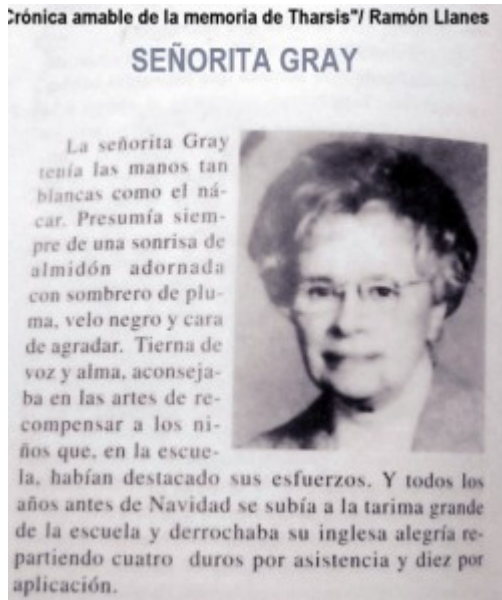 Crónica amable de la memoria de Tharsis"/ Ramón Llanes
SEÑORITA GRAY
La señorita Gray
tenía las manos tan
blancas como el ná-
car. Presumía siem-
pre de una sonrisa de
almidón adornada
con sombrero de plu-
ma, velo negro y cara
de agradar. Tierna de
voz y alma, aconseja-
ba en las artes de re-
compensar a los ni-
ños que, en la escue-
la, habían destacado sus esfuerzos. Y todos los
años antes de Navidad se subía a la tarima grande
de la escuela y derrochaba su inglesa alegría re-
partiendo cuatro duros por asistencia y diez por
aplicación.